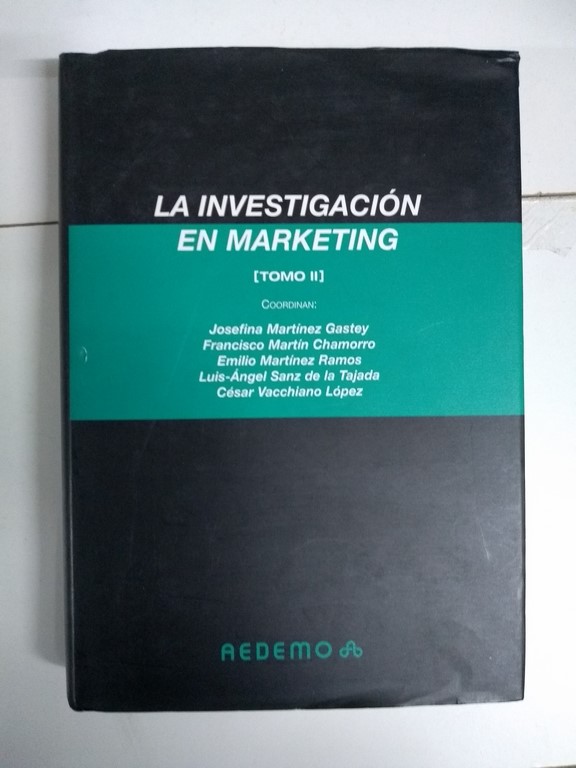 LA INVESTIGACIÓN
EN MARKETING
[TOMO II]
COORDINAN:
Josefina Martínez Gastey
Francisco Martín Chamorro
Emilio Martínez Ramos
Luis-Ángel Sanz de la Tajada
César Vacchiano López
AEDEMO